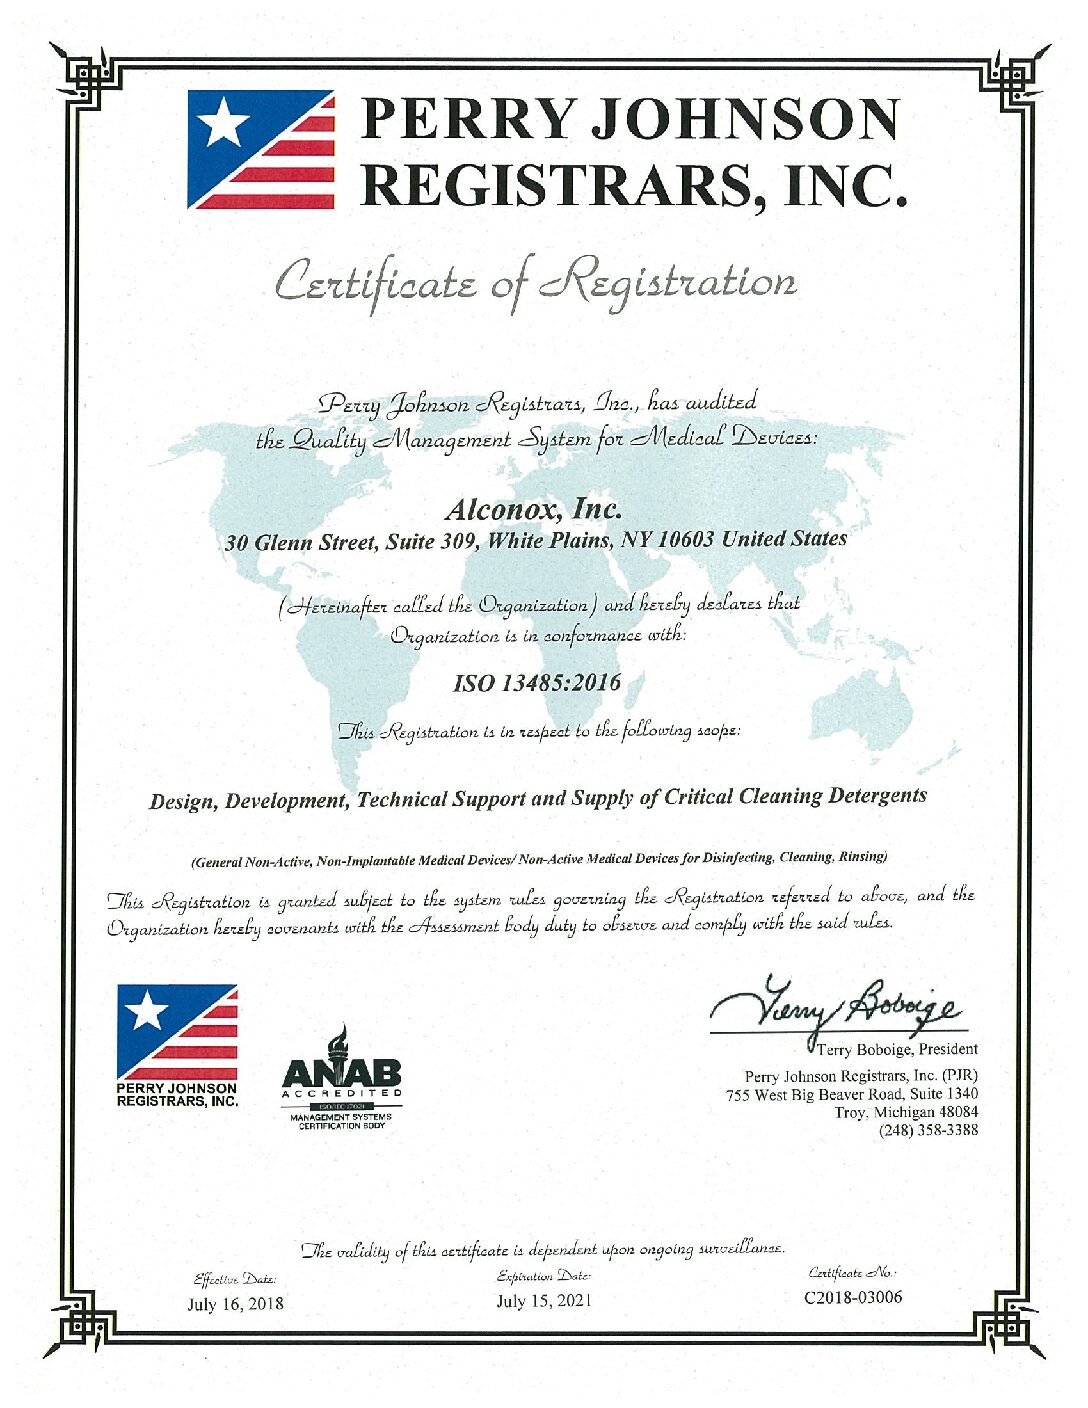 PERRY JOHNSON
REGISTRARS, INC.
Certificate of Registration
Perry Johnson Registrars, Inc., has audited
the Quality Management System for Medical Devices:
Alconox, Inc.
30 Glenn Street, Suite 309, White Plains, NY 10603 United States
(Hereinafter called the Organization) and hereby declares that
Organization is in conformance with:
ISO 13485:2016
This Registration is in respect to the following scope:
Design, Development, Technical Support and Supply of Critical Cleaning Detergents
(General Non-Active, Non-Implantable Medical Devices/ Non-Active Medical Devices for Disinfecting, Cleaning, Rinsing)
This Registration is granted subject to the system rules governing the Registration referred to above, and the
Organization hereby covenants with the Assessment body duty to observe and comply with the said rules.
PERRY JOHNSON
REGISTRARS, INC.
ANAB
ACCREDITED
ISO/IEC 17021
MANAGEMENT SYSTEMS
CERTIFICATION BODY
Terry Boboige
Terry Boboige, President
Perry Johnson Registrars, Inc. (PJR)
755 West Big Beaver Road, Suite 1340
Troy, Michigan 48084
(248) 358-3388
The validity of this certificate is dependent upon ongoing surveillance.
Effective Date:
July 16, 2018
Expiration Date:
July 15, 2021
Certificate No.:
C2018-03006